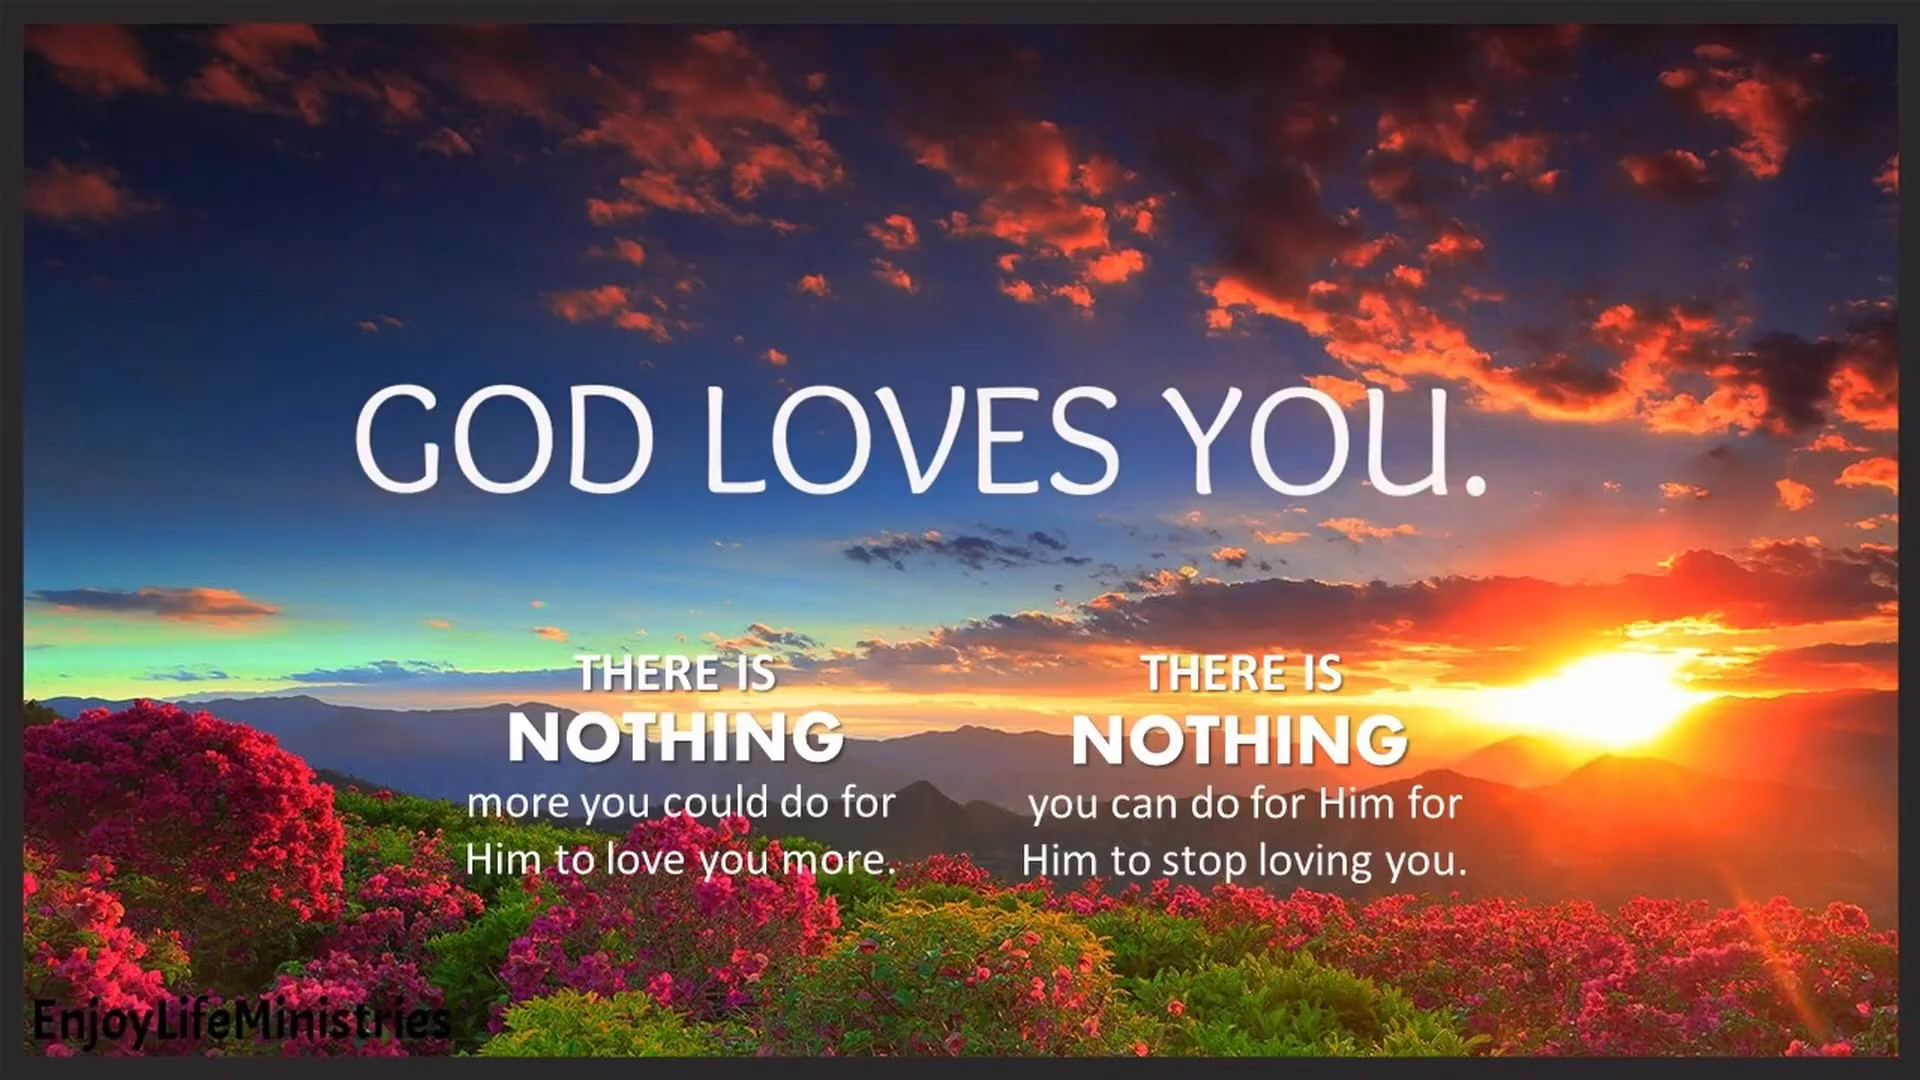 GOD LOVES YOU.
THERE IS
NOTHING
more you could do for
Him to love you more.
THERE IS
NOTHING
you can do for Him for
Him to stop loving you.
EnjoyLifeMinistries